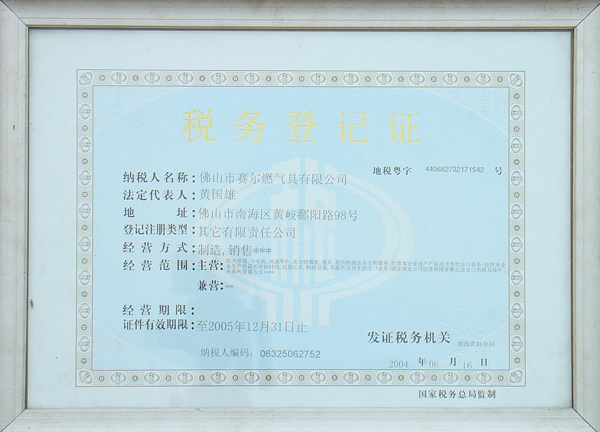 税务登记证
地税粤字 440682732171542 号
纳税人名称：佛山市赛尔燃气具有限公司
法定代表人：黄国雄
地 址：佛山市南海区黄岐鄱阳路98号
登记注册类型：其它有限责任公司
经营方式：制造,销售***
经营范围：主营：
兼营：***
经营期限：
证件有效期限：至2005年12月31日止
发证税务机关
纳税人编码：06325062752
2004 年 06 月 16 日
国家税务总局监制